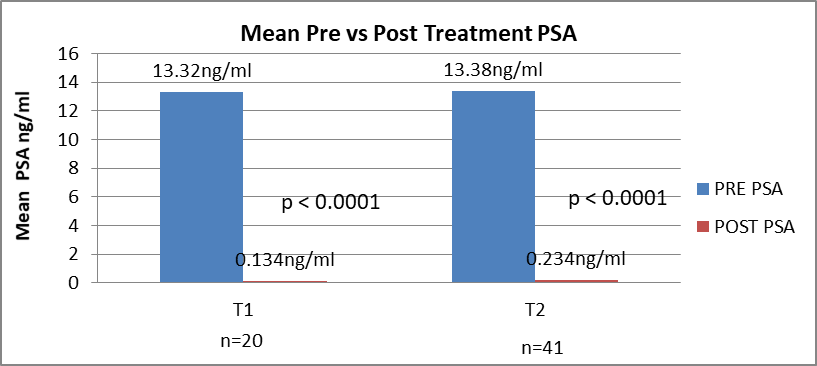 Mean Pre vs Post Treatment PSA
Mean PSA ng/ml
16
14
12
10
8
6
4
2
0
13.32ng/ml
13.38ng/ml
p < 0.0001
p < 0.0001
0.134ng/ml
0.234ng/ml
T1
T2
n=20
n=41
PRE PSA
POST PSA